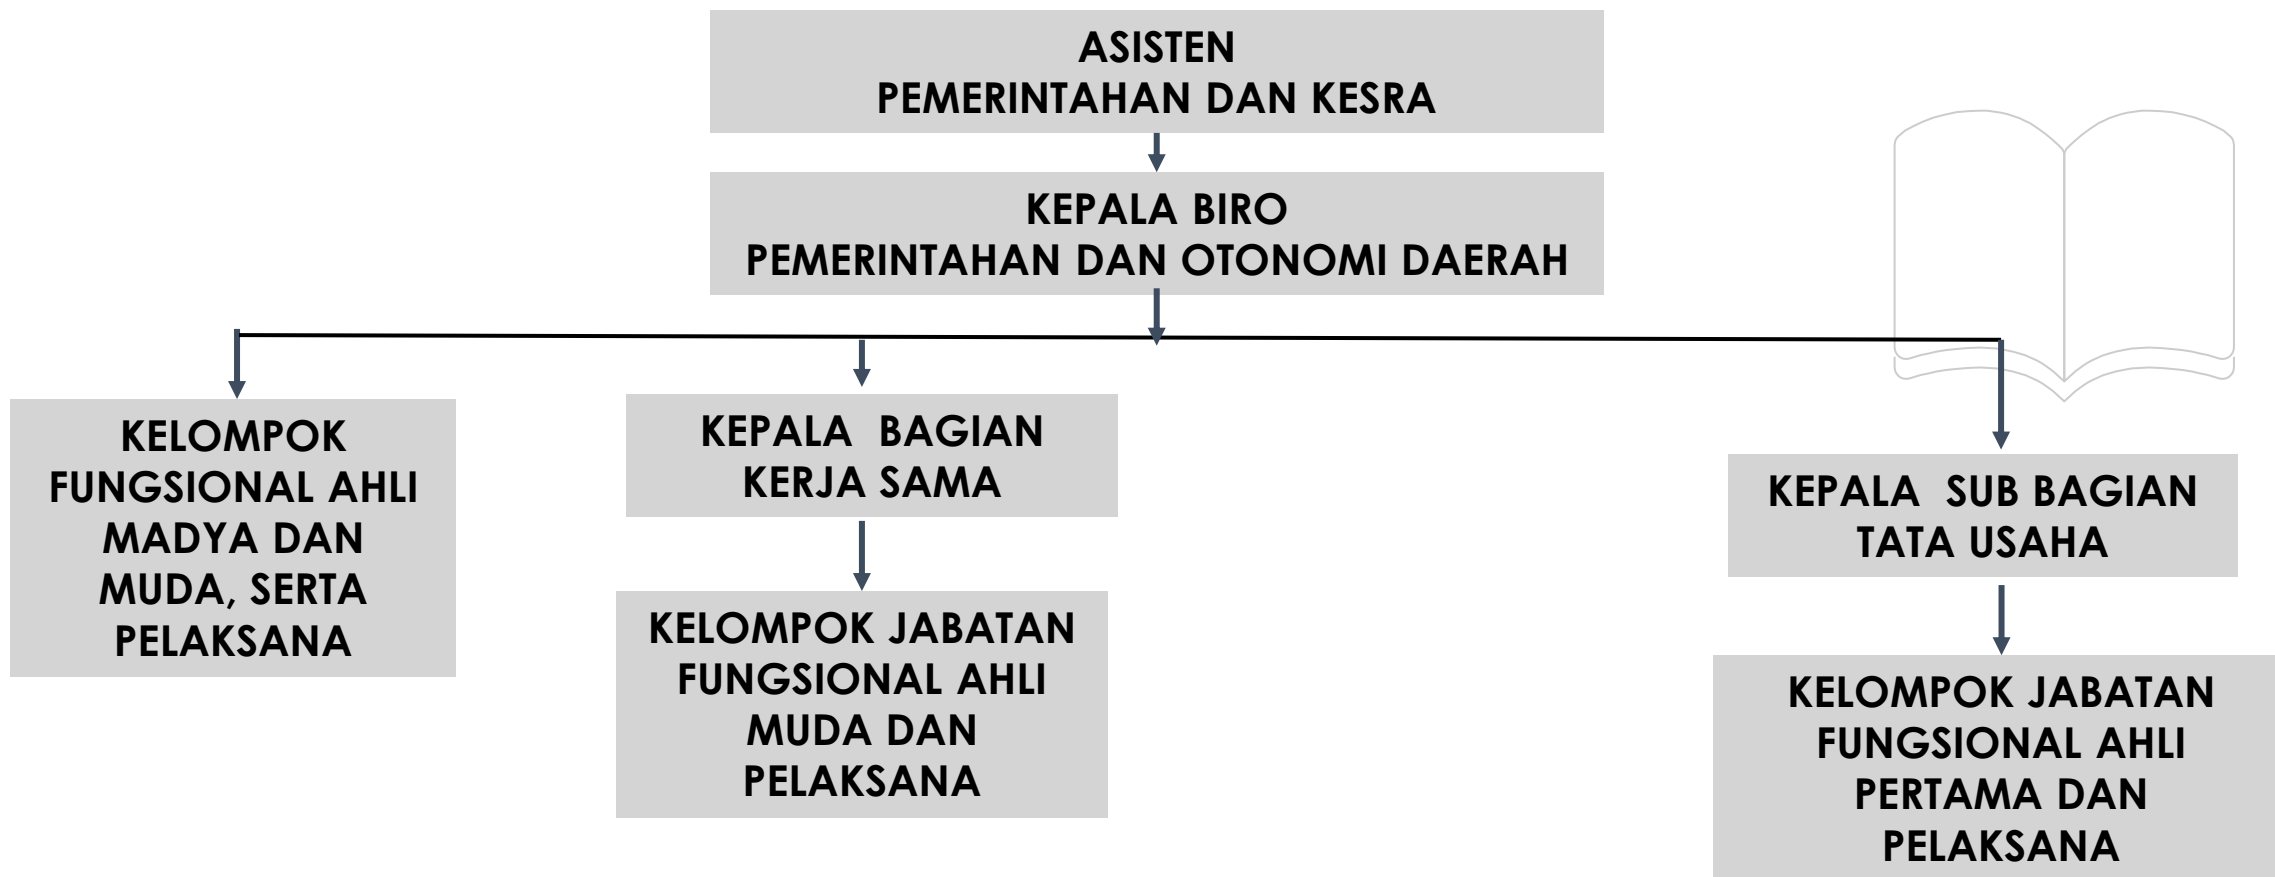 ASISTEN
PEMERINTAHAN DAN KESRA
KEPALA BIRO
PEMERINTAHAN DAN OTONOMI DAERAH
KELOMPOK
FUNGSIONAL AHLI
MADYA DAN
MUDA, SERTA
PELAKSANA
KEPALA  BAGIAN
KERJA SAMA
KELOMPOK JABATAN
FUNGSIONAL AHLI
MUDA DAN
PELAKSANA
KEPALA  SUB BAGIAN
TATA USAHA
KELOMPOK JABATAN
FUNGSIONAL AHLI
PERTAMA DAN
PELAKSANA